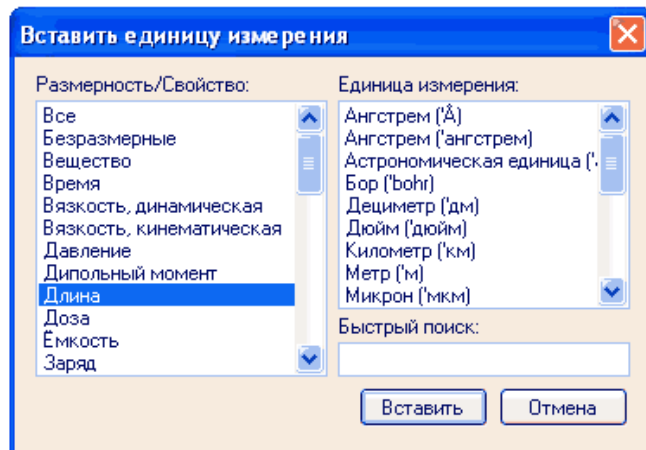 Вставить единицу измерения
Размерность/Свойство:
Все
Безразмерные
Вещество
Время
Вязкость, динамическая
Вязкость, кинематическая
Давление
Дипольный момент
Длина
Доза
Ёмкость
Заряд
Единица измерения:
Ангстрем ('Å)
Ангстрем ('ангстрем)
Астрономическая единица ('
Бор ('bohr)
Дециметр ('дм)
Дюйм ('дюйм)
Километр ('км)
Метр ('м)
Микрон ('мкм)
Быстрый поиск:
Вставить
Отмена